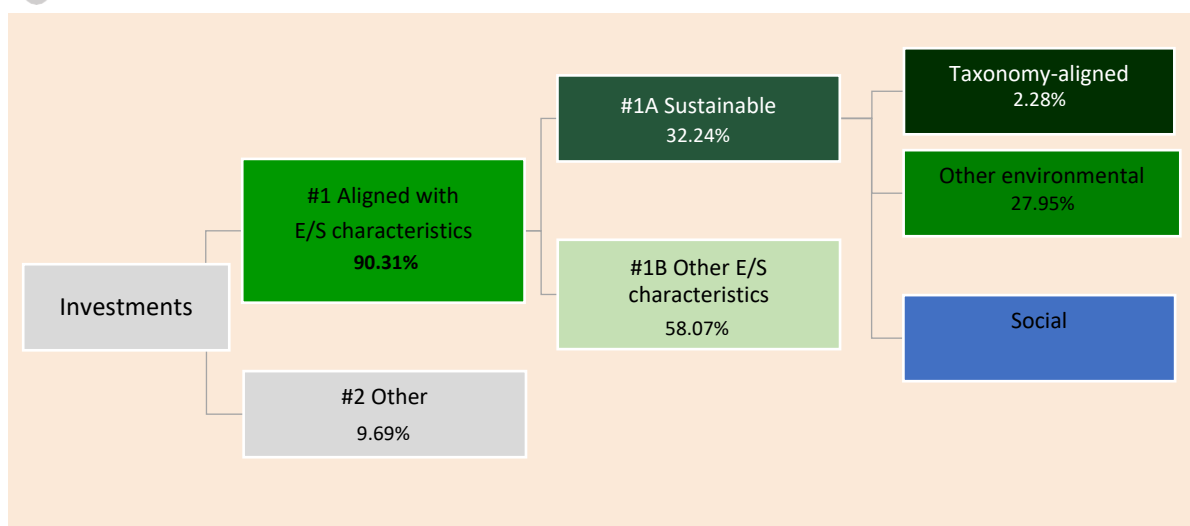 Investments
#1 Aligned with
E/S characteristics
90.31%
#2 Other
9.69%
#1A Sustainable
32.24%
#1B Other E/S
characteristics
58.07%
Taxonomy-aligned
2.28%
Other environmental
27.95%
Social